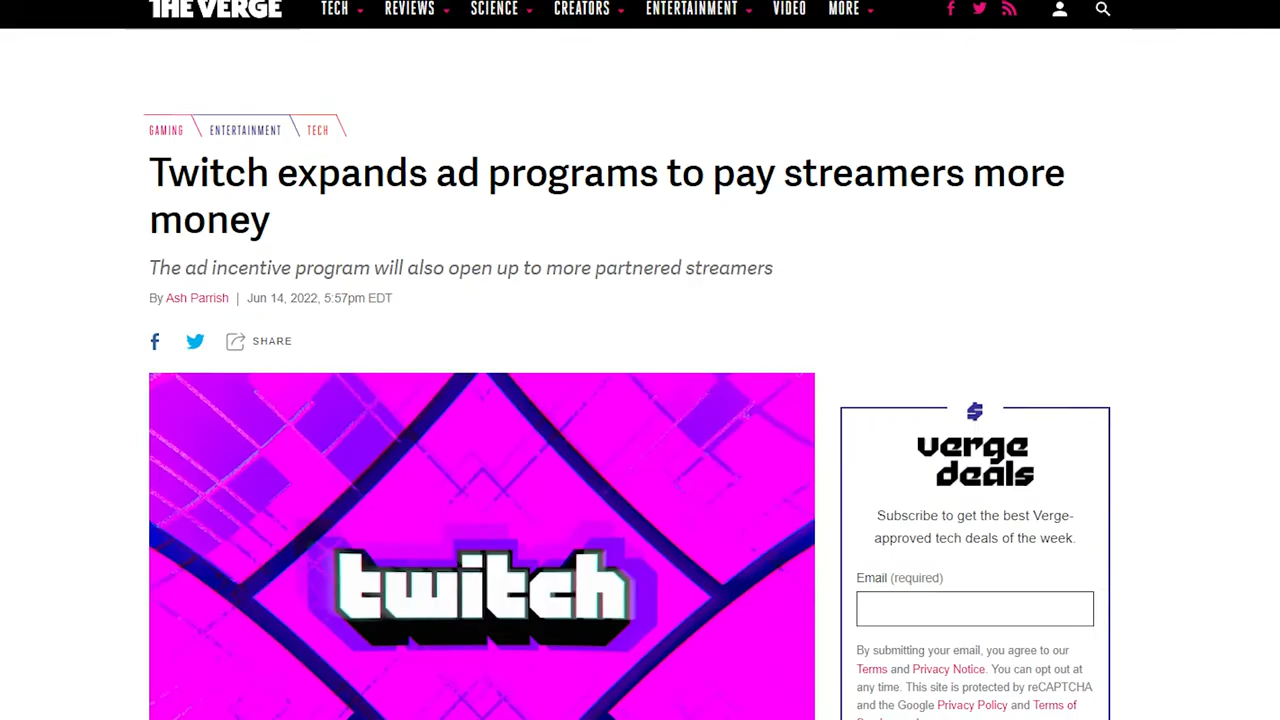 THE VERGE TECH REVIEWS SCIENCE CREATORS ENTERTAINMENT VIDEO MORE
GAMING ENTERTAINMENT TECH
Twitch expands ad programs to pay streamers more
money
The ad incentive program will also open up to more partnered streamers
By Ash Parrish | Jun 14, 2022, 5:57pm EDT
SHARE
twitch
verge
deals
Subscribe to get the best Verge-
approved tech deals of the week.
Email (required)
By submitting your email, you agree to our
Terms and Privacy Notice. You can opt out at
any time. This site is protected by reCAPTCHA
and the Google Privacy Policy and Terms of